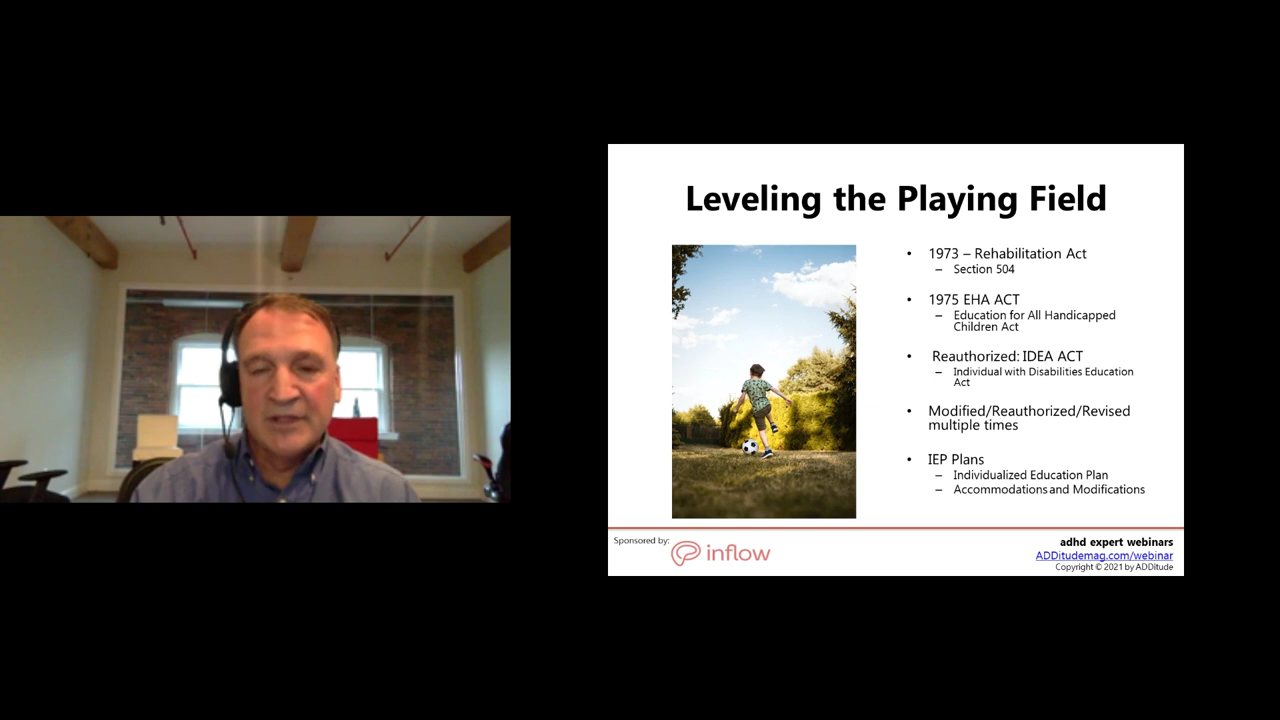 Leveling the Playing Field
• 1973 – Rehabilitation Act
– Section 504
• 1975 EHA ACT
– Education for All Handicapped
Children Act
• Reauthorized: IDEA ACT
– Individual with Disabilities Education
Act
• Modified/Reauthorized/Revised
multiple times
• IEP Plans
– Individualized Education Plan
– Accommodations and Modifications
Sponsored by:
inflow
adhd expert webinars
ADDitudemag.com/webinar
Copyright © 2021 by ADDitude